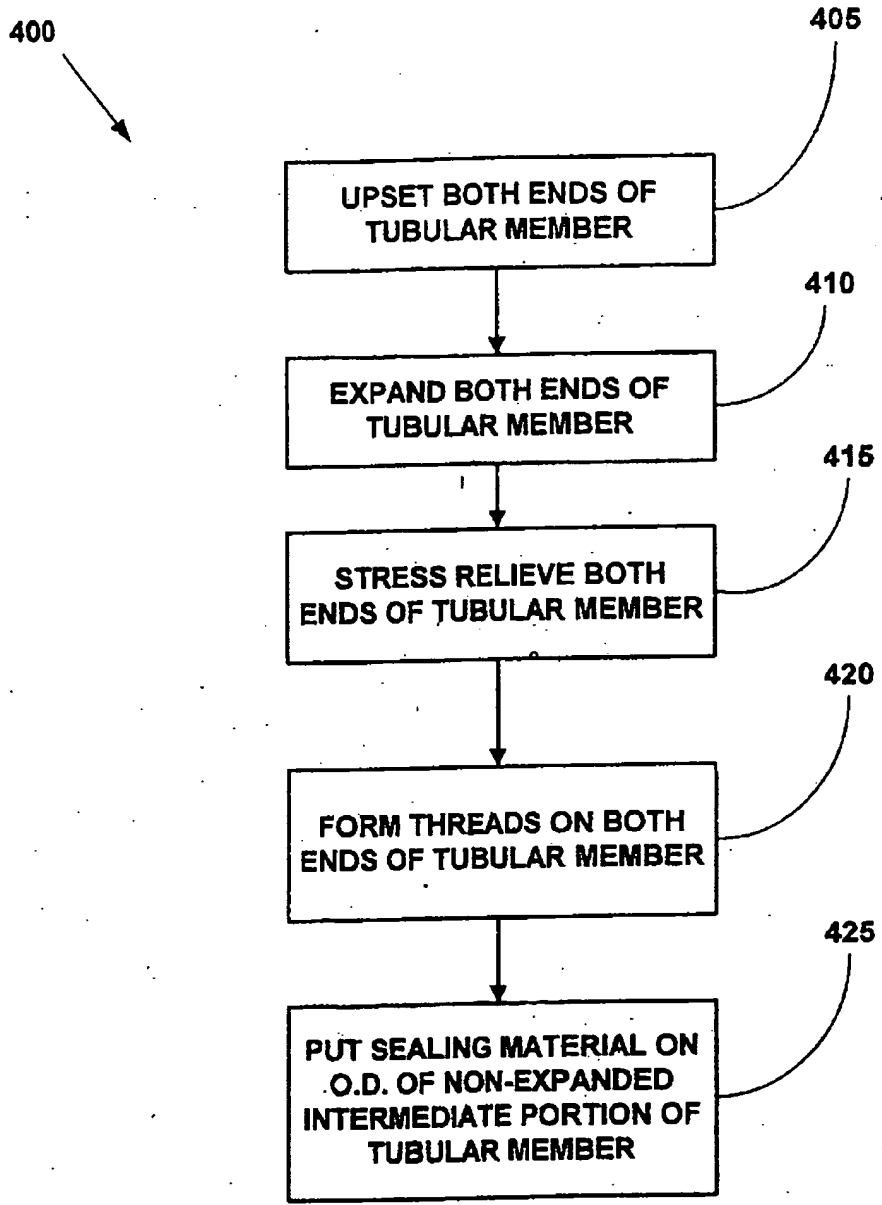 400
405
UPSET BOTH ENDS OF
TUBULAR MEMBER
410
EXPAND BOTH ENDS OF
TUBULAR MEMBER
415
STRESS RELIEVE BOTH
ENDS OF TUBULAR MEMBER
420
FORM THREADS ON BOTH
ENDS OF TUBULAR MEMBER
425
PUT SEALING MATERIAL ON
O.D. OF NON-EXPANDED
INTERMEDIATE PORTION OF
TUBULAR MEMBER